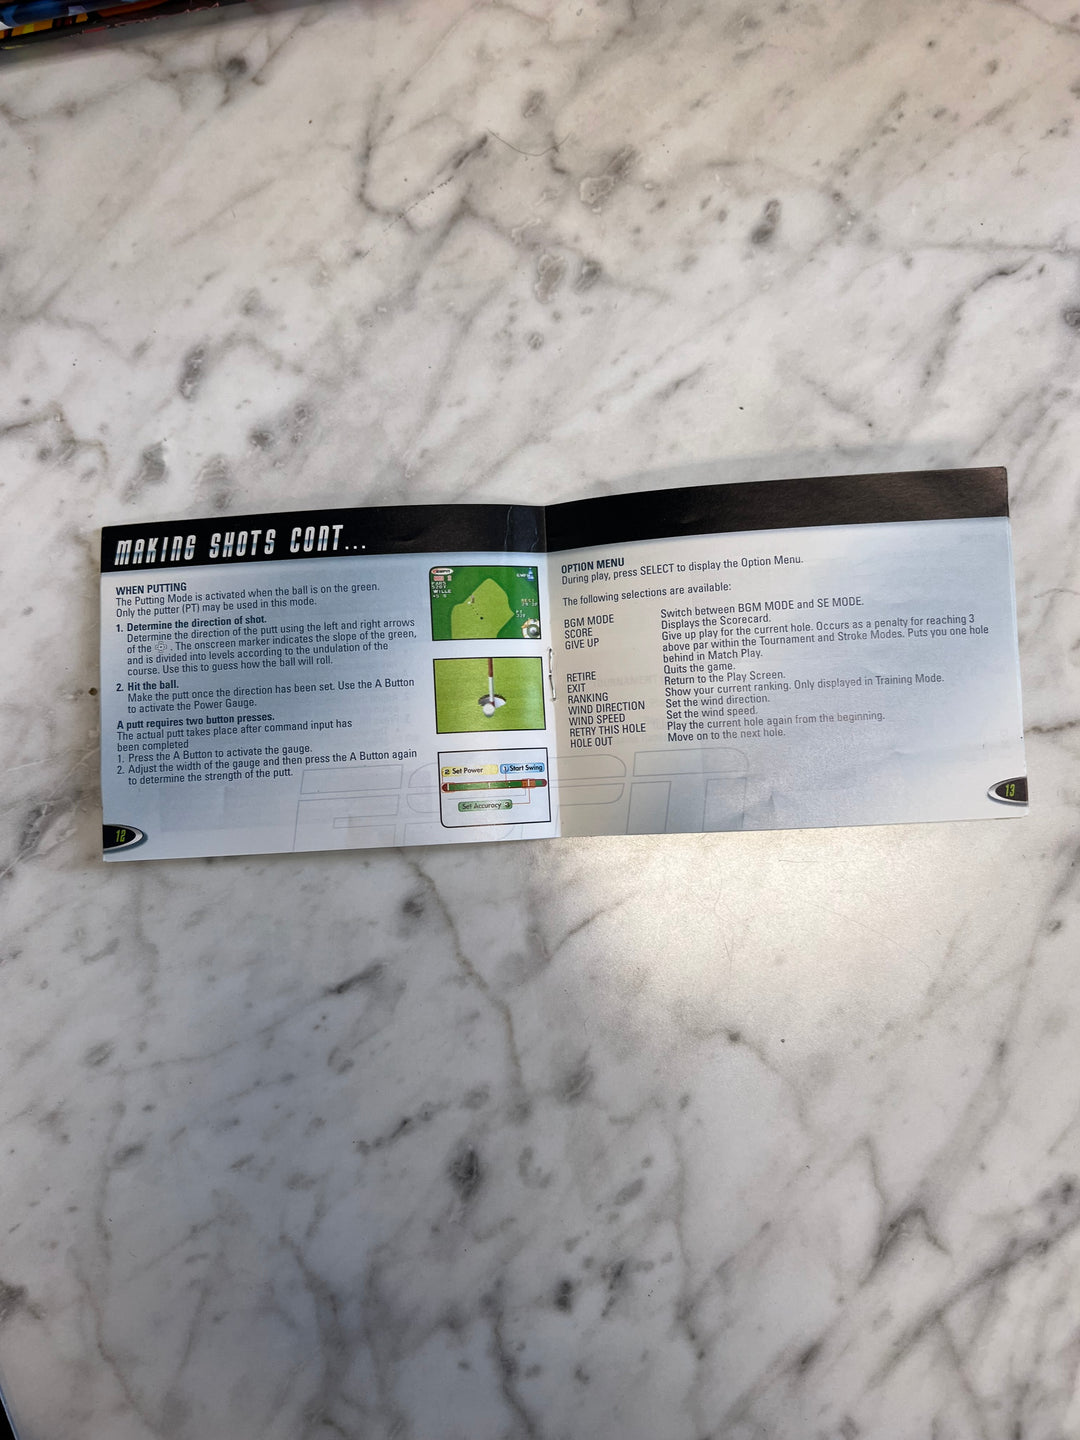 MAKING SHOTS CONT...
WHEN PUTTING
The Putting Mode is activated when the ball is on the green.
Only the putter (PT) may be used in this mode.
1. Determine the direction of shot.
Determine the direction of the putt using the left and right arrows
of the . The onscreen marker indicates the slope of the green,
and is divided into levels according to the undulation of the
course. Use this to guess how the ball will roll.
2. Hit the ball.
Make the putt once the direction has been set. Use the A Button
to activate the Power Gauge.
A putt requires two button presses.
The actual putt takes place after command input has
been completed
1. Press the A Button to activate the gauge.
2. Adjust the width of the gauge and then press the A Button again
to determine the strength of the putt.
2 Set Power
1 Start Swing
Set Accuracy 3
ESPN
12
OPTION MENU
During play, press SELECT to display the Option Menu.
The following selections are available:
BGM MODE Switch between BGM MODE and SE MODE.
SCORE Displays the Scorecard.
GIVE UP Give up play for the current hole. Occurs as a penalty for reaching 3
above par within the Tournament and Stroke Modes. Puts you one hole
behind in Match Play.
RETIRE Quits the game.
EXIT Return to the Play Screen.
RANKING Show your current ranking. Only displayed in Training Mode.
WIND DIRECTION Set the wind direction.
WIND SPEED Set the wind speed.
RETRY THIS HOLE Play the current hole again from the beginning.
HOLE OUT Move on to the next hole.
13